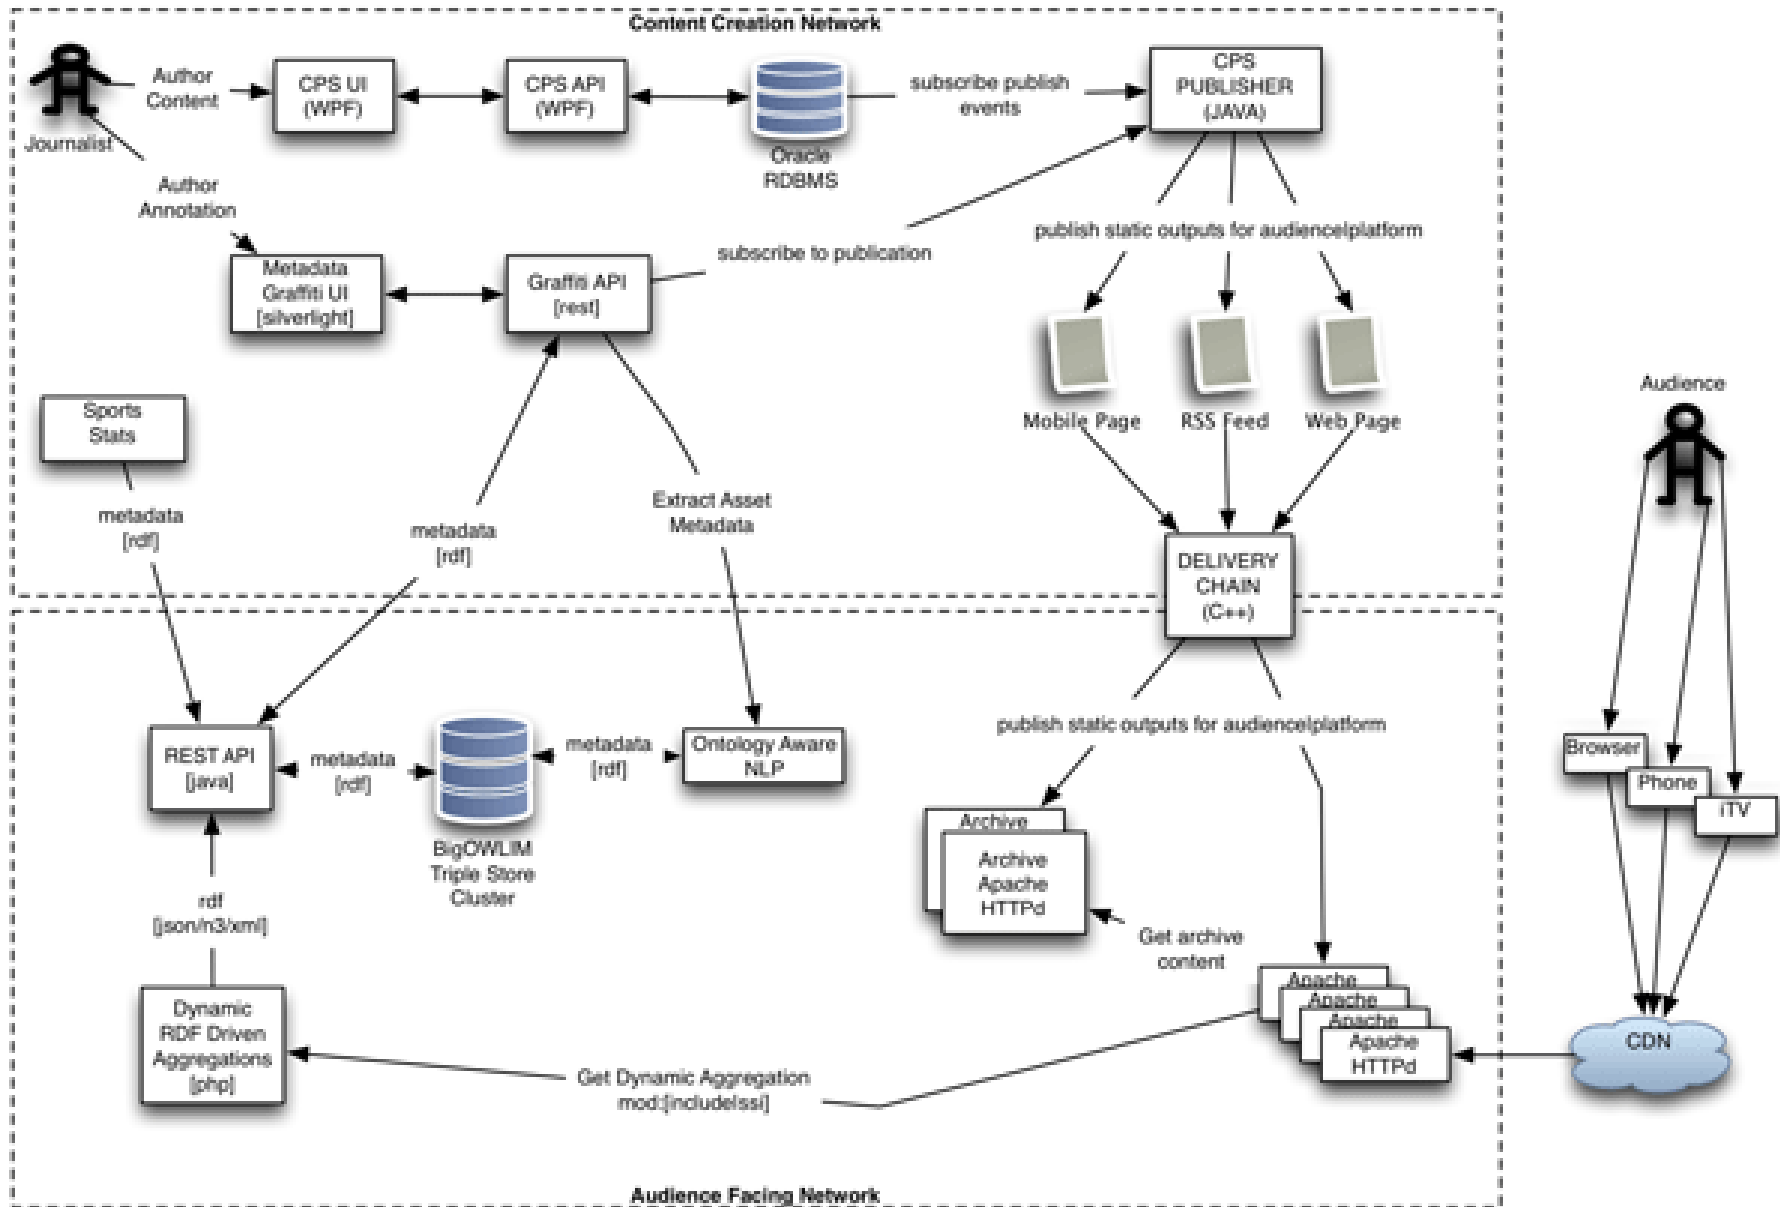 Content Creation Network
Journalist
Author
Content
CPS UI
(WPF)
CPS API
(WPF)
Oracle
RDBMS
subscribe publish
events
CPS
PUBLISHER
(JAVA)
Author
Annotation
Metadata
Graffiti UI
[silverlight]
Graffiti API
[rest]
subscribe to publication
publish static outputs for audience|platform
Mobile Page
RSS Feed
Web Page
Sports
Stats
metadata
[rdf]
metadata
[rdf]
Extract Asset
Metadata
DELIVERY
CHAIN
(C++)
Audience
REST API
[java]
metadata
[rdf]
BigOWLIM
Triple Store
Cluster
metadata
[rdf]
Ontology Aware
NLP
publish static outputs for audience|platform
Browser
Phone
iTV
Archive
Archive
Apache
HTTPd
Get archive
content
rdf
[json/n3/xml]
Dynamic
RDF Driven
Aggregations
[php]
Get Dynamic Aggregation
mod:[include|ssi]
Apache
Apache
Apache
Apache
HTTPd
CDN
Audience Facing Network